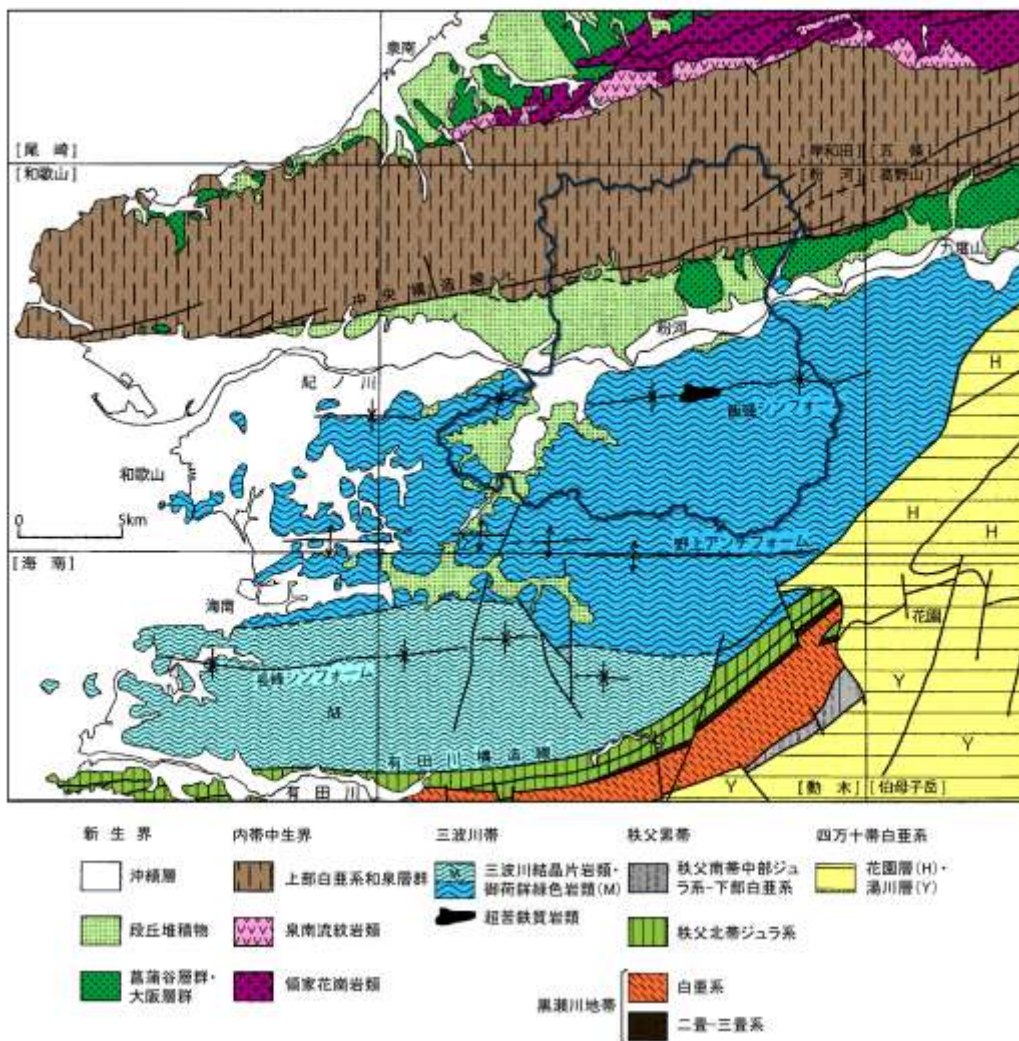 泉南
[尾崎]
[岸和田] [五條]
[和歌山]
[粉河] [高野山]
九度山
中央構造線
粉河
紀ノ川
H
飯盛シンフォーム
和歌山
0 5km
H
H
野上アンチフォーム
[海南]
海南
花園
長峰シンフォーム
Y
M
有田川構造線
Y
有田川
Y
[動木] [伯母子岳]
新生界
内帯中生界
三波川帯
秩父累帯
四万十帯白亜系
沖積層
上部白亜系和泉層群
三波川結晶片岩類・
御荷鉾緑色岩類(M)
秩父南帯中部ジュ
ラ系-下部白亜系
花園層(H)・
湯川層(Y)
超苦鉄質岩類
段丘堆積物
泉南流紋岩類
秩父北帯ジュラ系
菖蒲谷層群・
大阪層群
領家花崗岩類
黒瀬川地帯
白亜系
二畳-三畳系